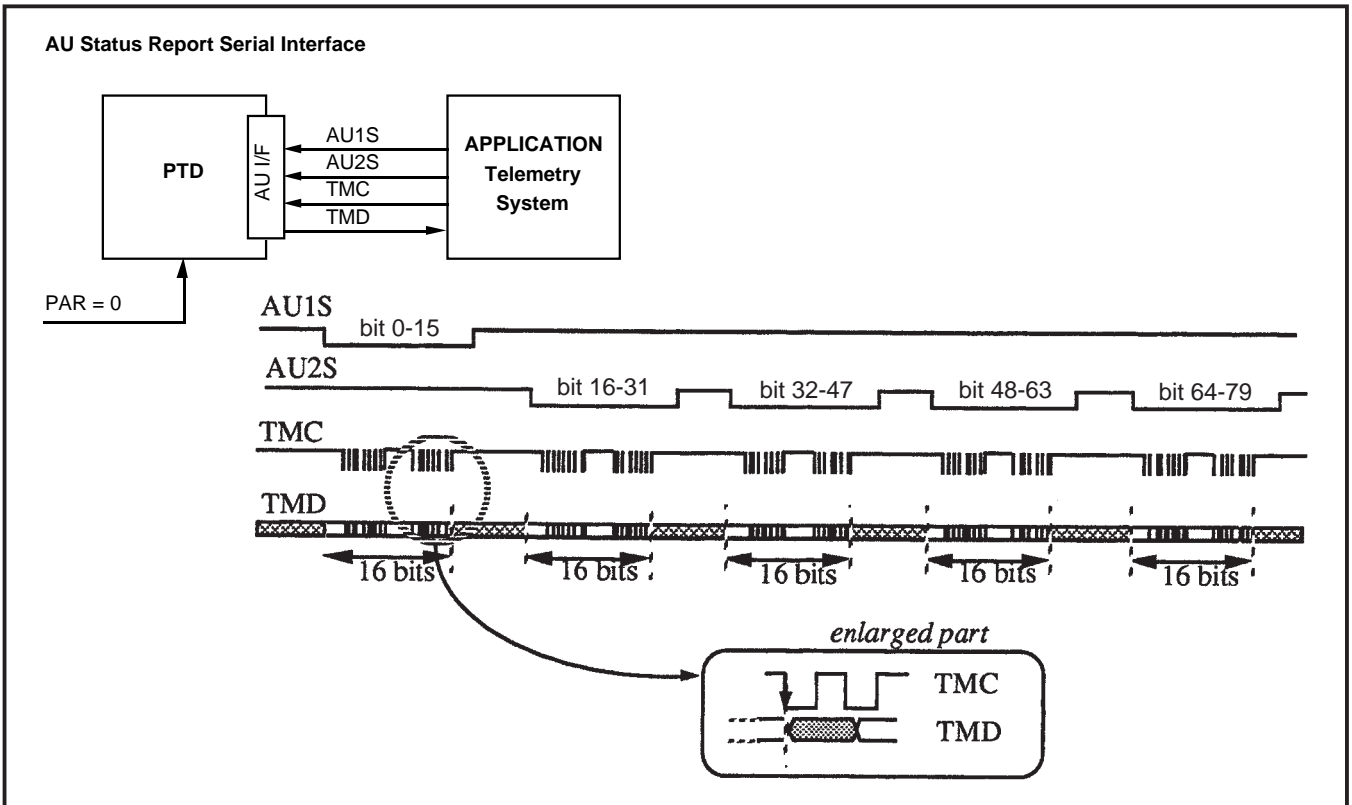 AU Status Report Serial Interface
PTD
AU I/F
AU1S
AU2S
TMC
TMD
APPLICATION
Telemetry
System
PAR = 0
AU1S
bit 0-15
AU2S
bit 16-31
bit 32-47
bit 48-63
bit 64-79
TMC
TMD
16 bits
16 bits
16 bits
16 bits
16 bits
enlarged part
TMC
TMD